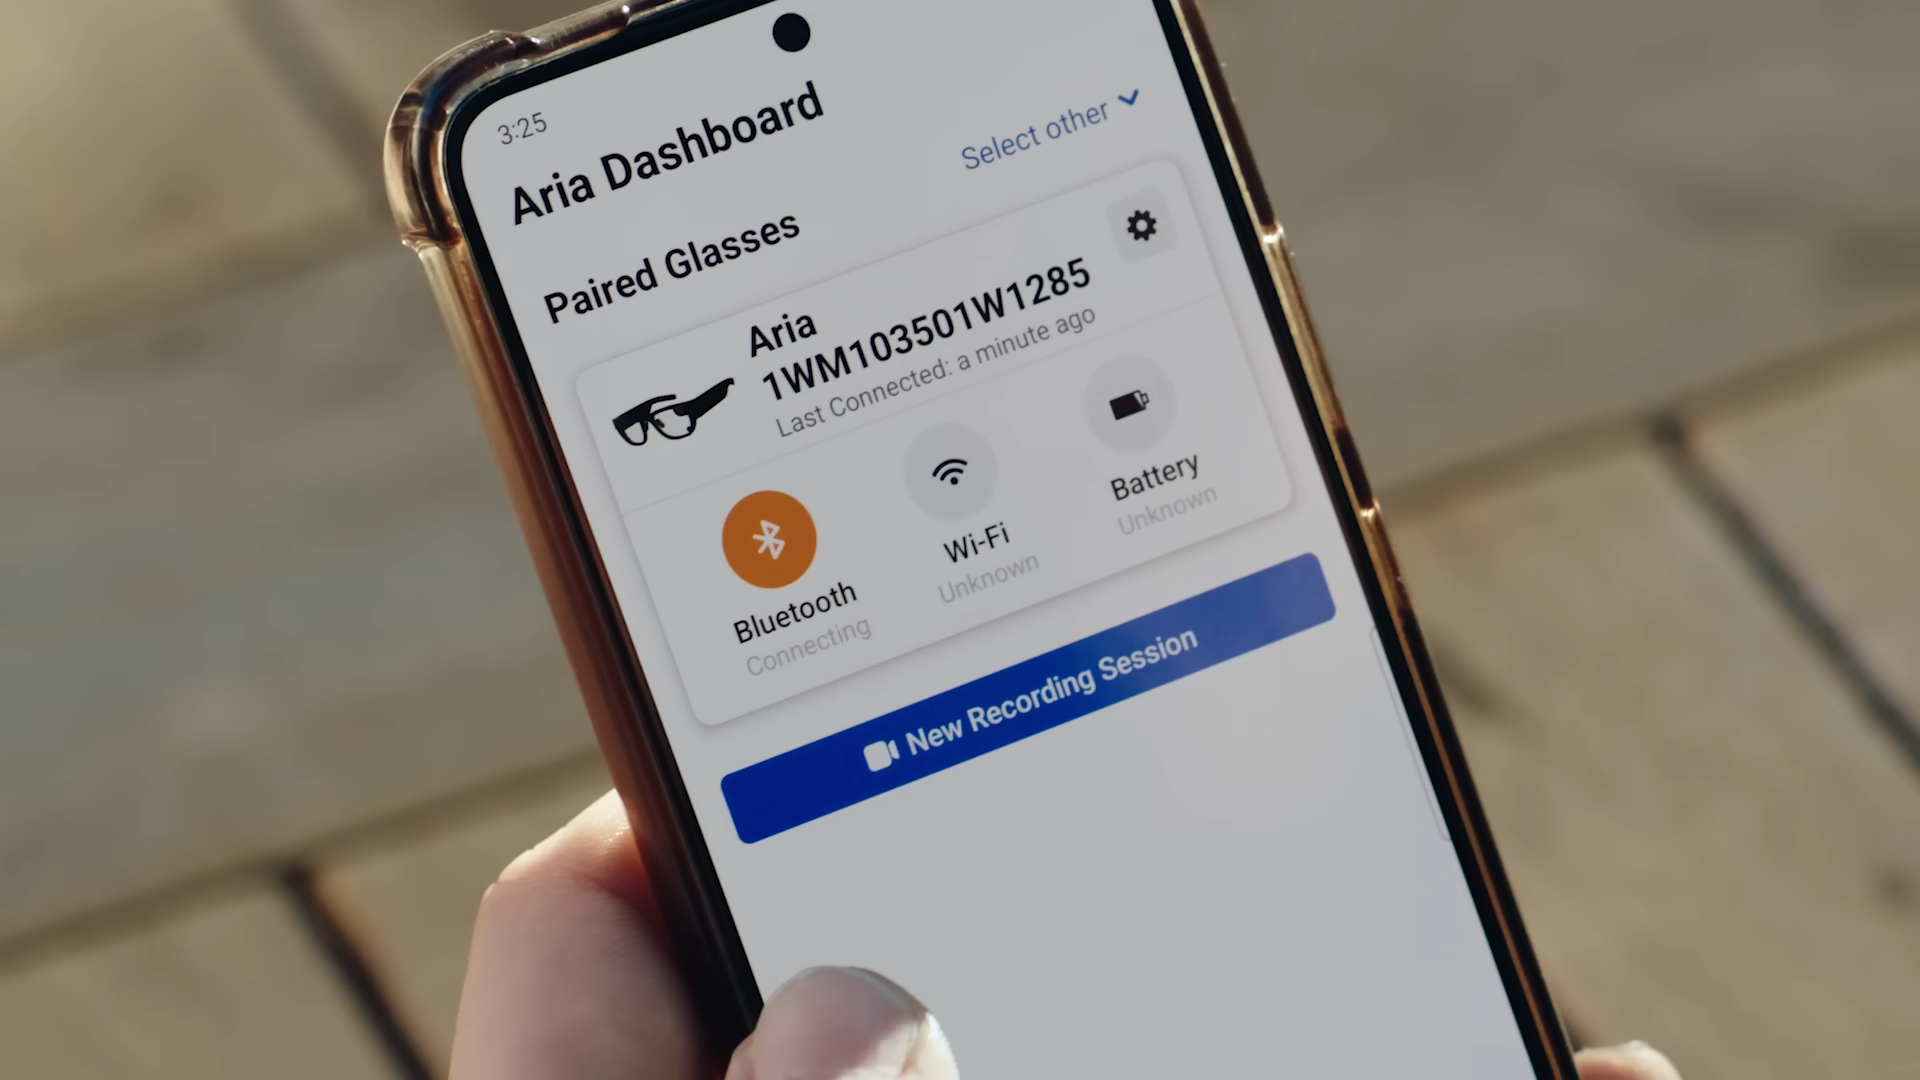 3:25
Aria Dashboard
Select other
Paired Glasses
Aria
1WM103501W1285
Last Connected: a minute ago
Bluetooth
Connecting
Wi-Fi
Unknown
Battery
Unknown
New Recording Session